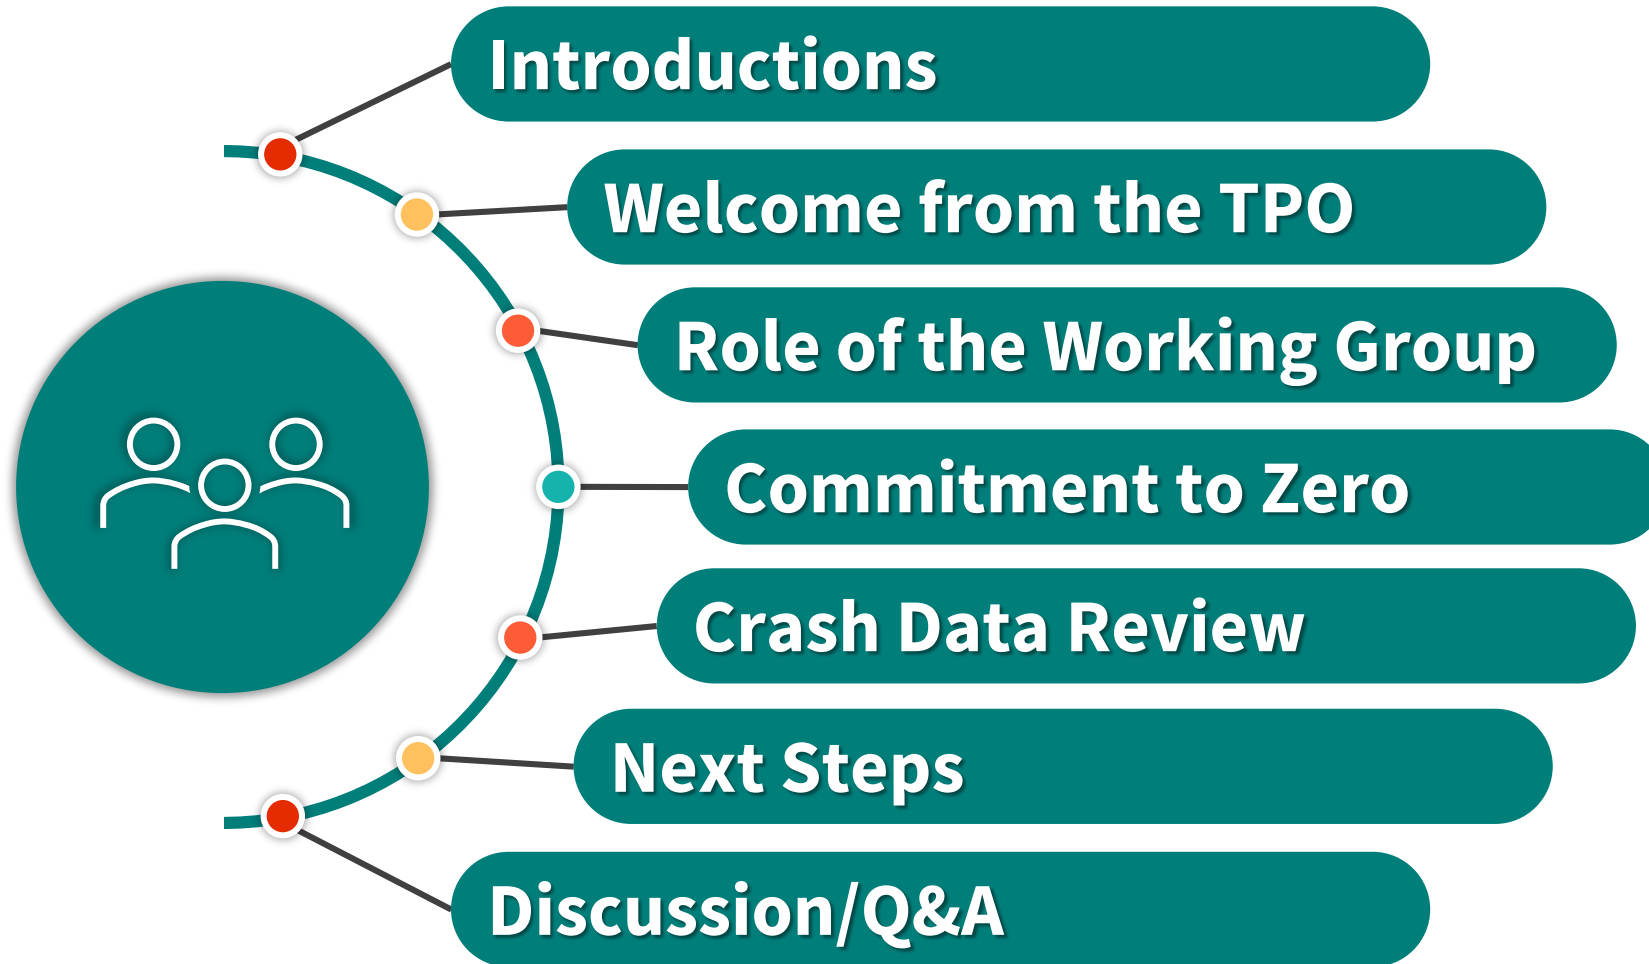 Introductions
Welcome from the TPO
Role of the Working Group
Commitment to Zero
Crash Data Review
Next Steps
Discussion/Q&A